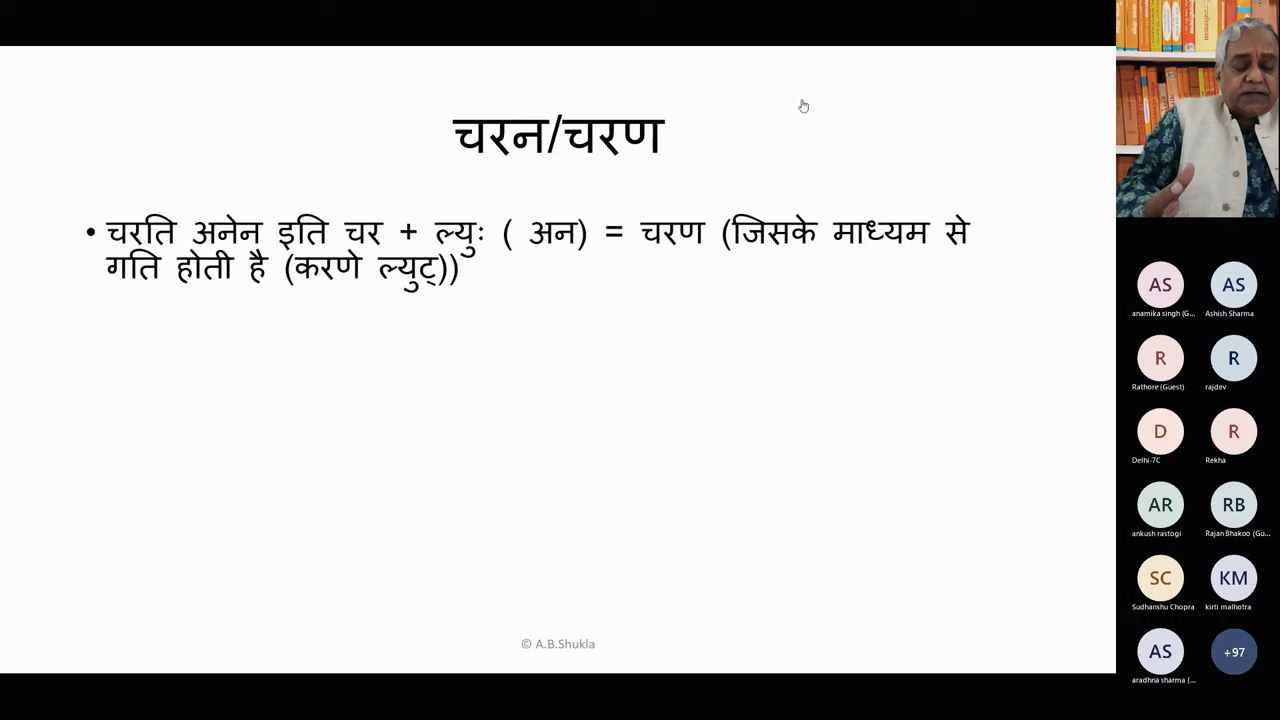 चरन/चरण
• चरति अनेन इति चर + ल्युः ( अन) = चरण (जिसके माध्यम से
गति होती है (करणे ल्युट्))
© A.B.Shukla
AS
anamika singh (G...
AS
Ashish Sharma
R
Rathore (Guest)
R
rajdev
D
Delhi-7C
R
Rekha
AR
ankush rastogi
RB
Rajan Bhakoo (Gu...
SC
Sudhanshu Chopra
KM
kirti malhotra
AS
aradhna sharma (...
+97